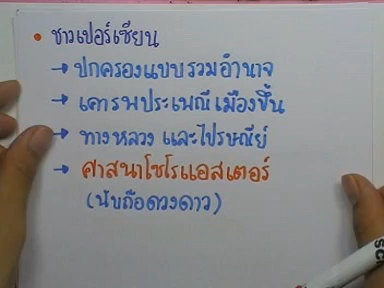 • ชาวเปอร์เซียน
→ ปกครองแบบรวมอำนาจ
→ เคารพประเพณีเมืองขึ้น
→ ทางหลวง และไปรษณีย์
→ ศาสนาโซโรแอสเตอร์
(นับถือดวงดาว)